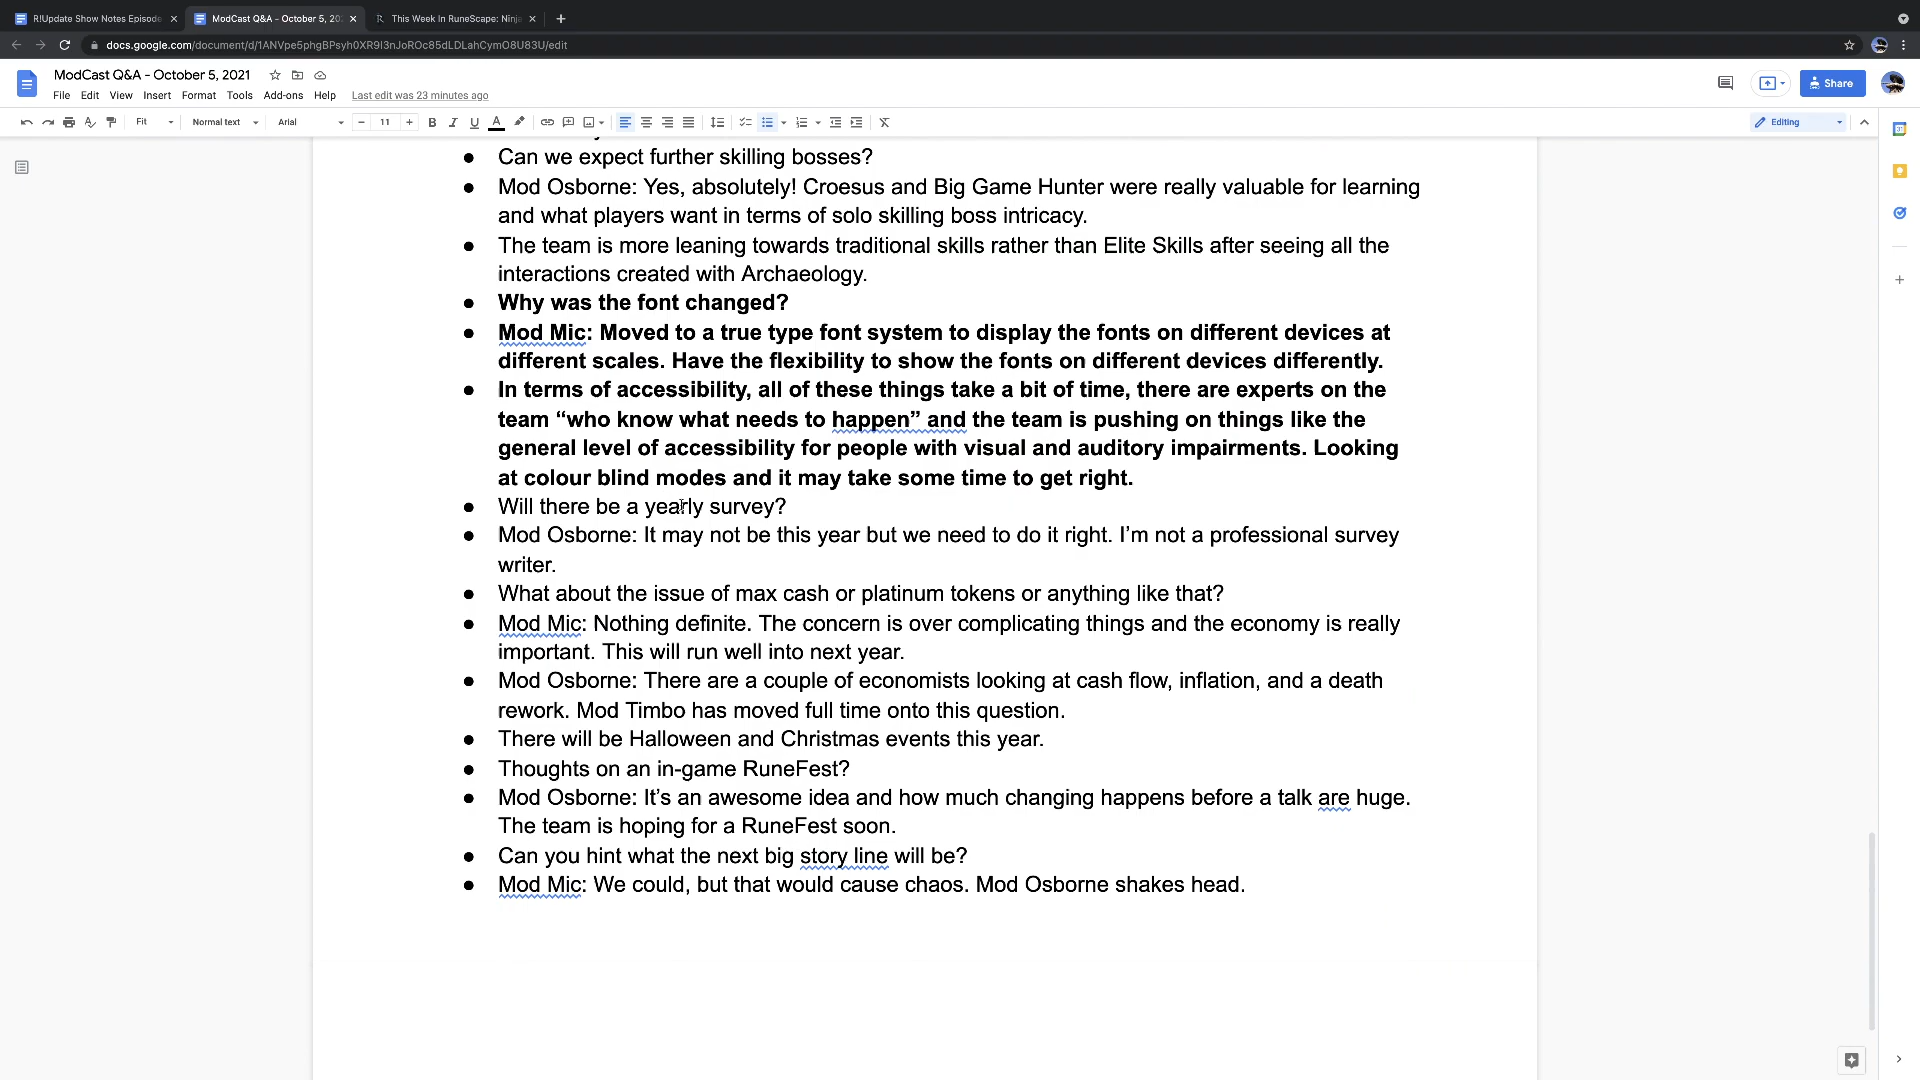 R!Update Show Notes Episode
ModCast Q&A - October 5, 202
This Week In RuneScape: Ninja
docs.google.com/document/d/1ANVpe5phgBPsyh0XR9I3nJoROc85dLDLahCymO8U83U/edit
ModCast Q&A - October 5, 2021
File Edit View Insert Format Tools Add-ons Help Last edit was 23 minutes ago
Share
Fit Normal text Arial 11 B I U A Editing
Can we expect further skilling bosses?
Mod Osborne: Yes, absolutely! Croesus and Big Game Hunter were really valuable for learning
and what players want in terms of solo skilling boss intricacy.
The team is more leaning towards traditional skills rather than Elite Skills after seeing all the
interactions created with Archaeology.
Why was the font changed?
Mod Mic: Moved to a true type font system to display the fonts on different devices at
different scales. Have the flexibility to show the fonts on different devices differently.
In terms of accessibility, all of these things take a bit of time, there are experts on the
team “who know what needs to happen” and the team is pushing on things like the
general level of accessibility for people with visual and auditory impairments. Looking
at colour blind modes and it may take some time to get right.
Will there be a yearly survey?
Mod Osborne: It may not be this year but we need to do it right. I’m not a professional survey
writer.
What about the issue of max cash or platinum tokens or anything like that?
Mod Mic: Nothing definite. The concern is over complicating things and the economy is really
important. This will run well into next year.
Mod Osborne: There are a couple of economists looking at cash flow, inflation, and a death
rework. Mod Timbo has moved full time onto this question.
There will be Halloween and Christmas events this year.
Thoughts on an in-game RuneFest?
Mod Osborne: It’s an awesome idea and how much changing happens before a talk are huge.
The team is hoping for a RuneFest soon.
Can you hint what the next big story line will be?
Mod Mic: We could, but that would cause chaos. Mod Osborne shakes head.